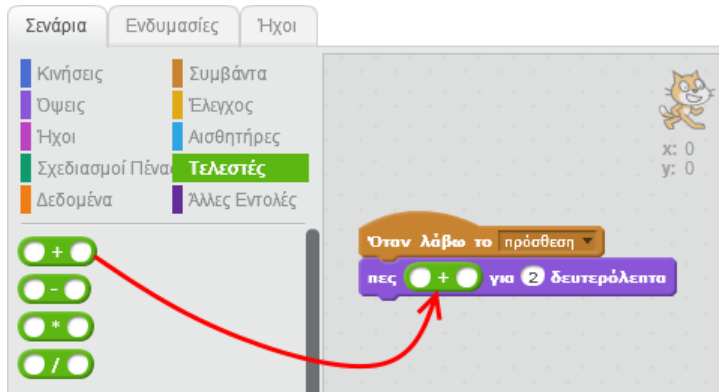 Σενάρια Ενδυμασίες Ήχοι
Κινήσεις Συμβάντα
Όψεις Έλεγχος
Ήχοι Αισθητήρες
Σχεδιασμοί Πένας Τελεστές
Δεδομένα Άλλες Εντολές
+
-
*
/
x: 0
y: 0
Όταν λάβω το πρόσθεση
πες + για 2 δευτερόλεπτα